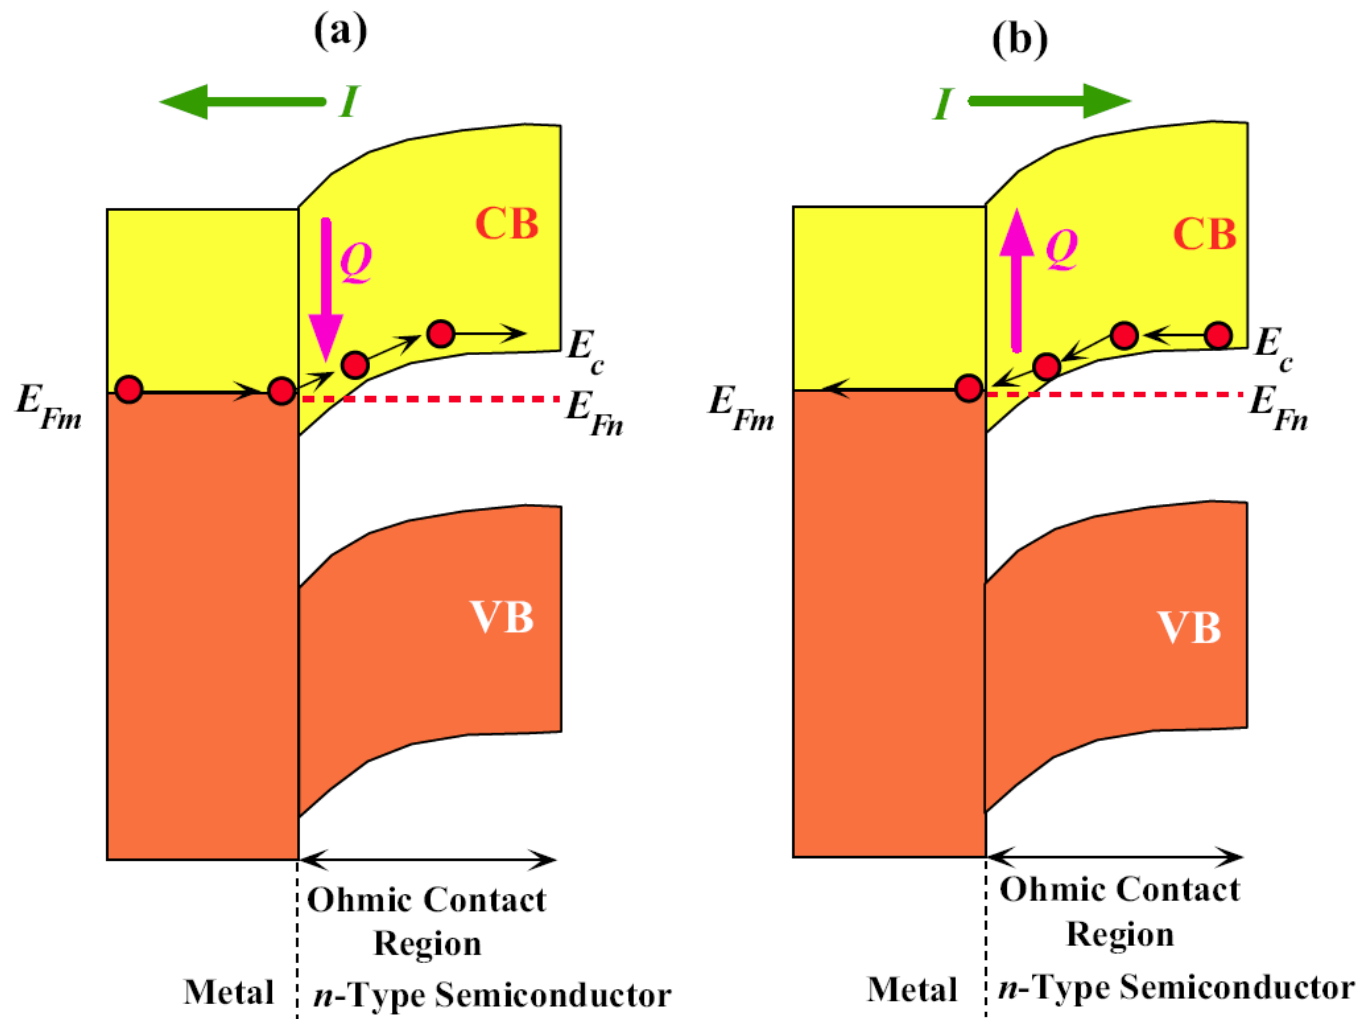 (a)
I
CB
Q
E_c
E_Fm
E_Fn
VB
Ohmic Contact
Region
Metal
n-Type Semiconductor
(b)
I
CB
Q
E_c
E_Fm
E_Fn
VB
Ohmic Contact
Region
Metal
n-Type Semiconductor